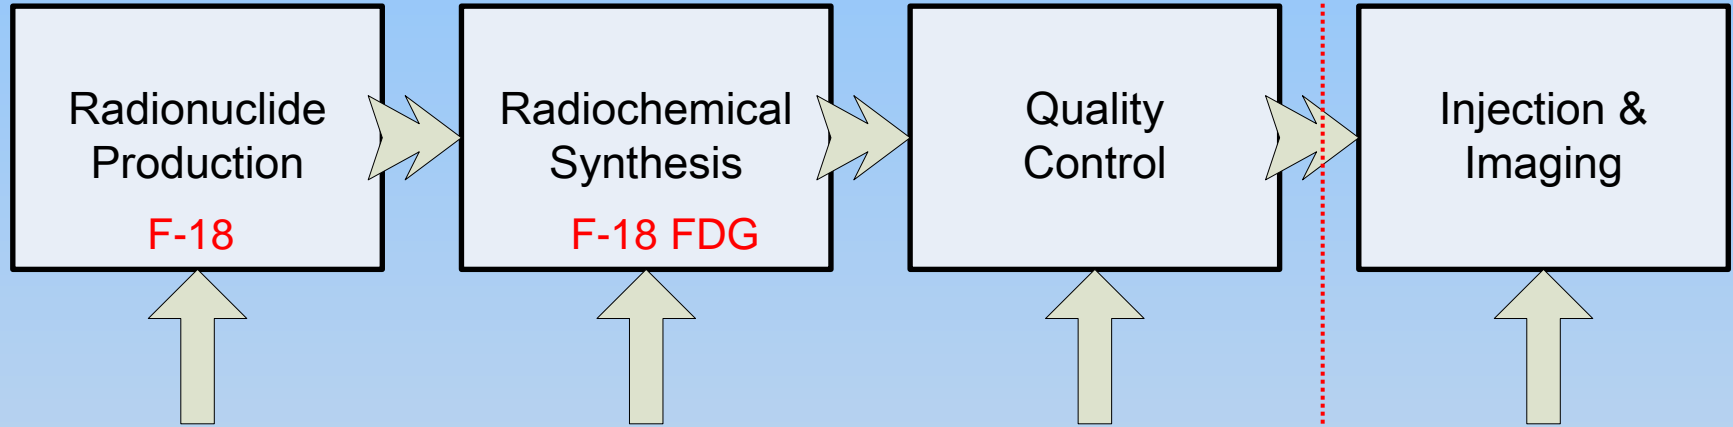 Radionuclide
Production
F-18
Radiochemical
Synthesis
F-18 FDG
Quality
Control
Injection &
Imaging